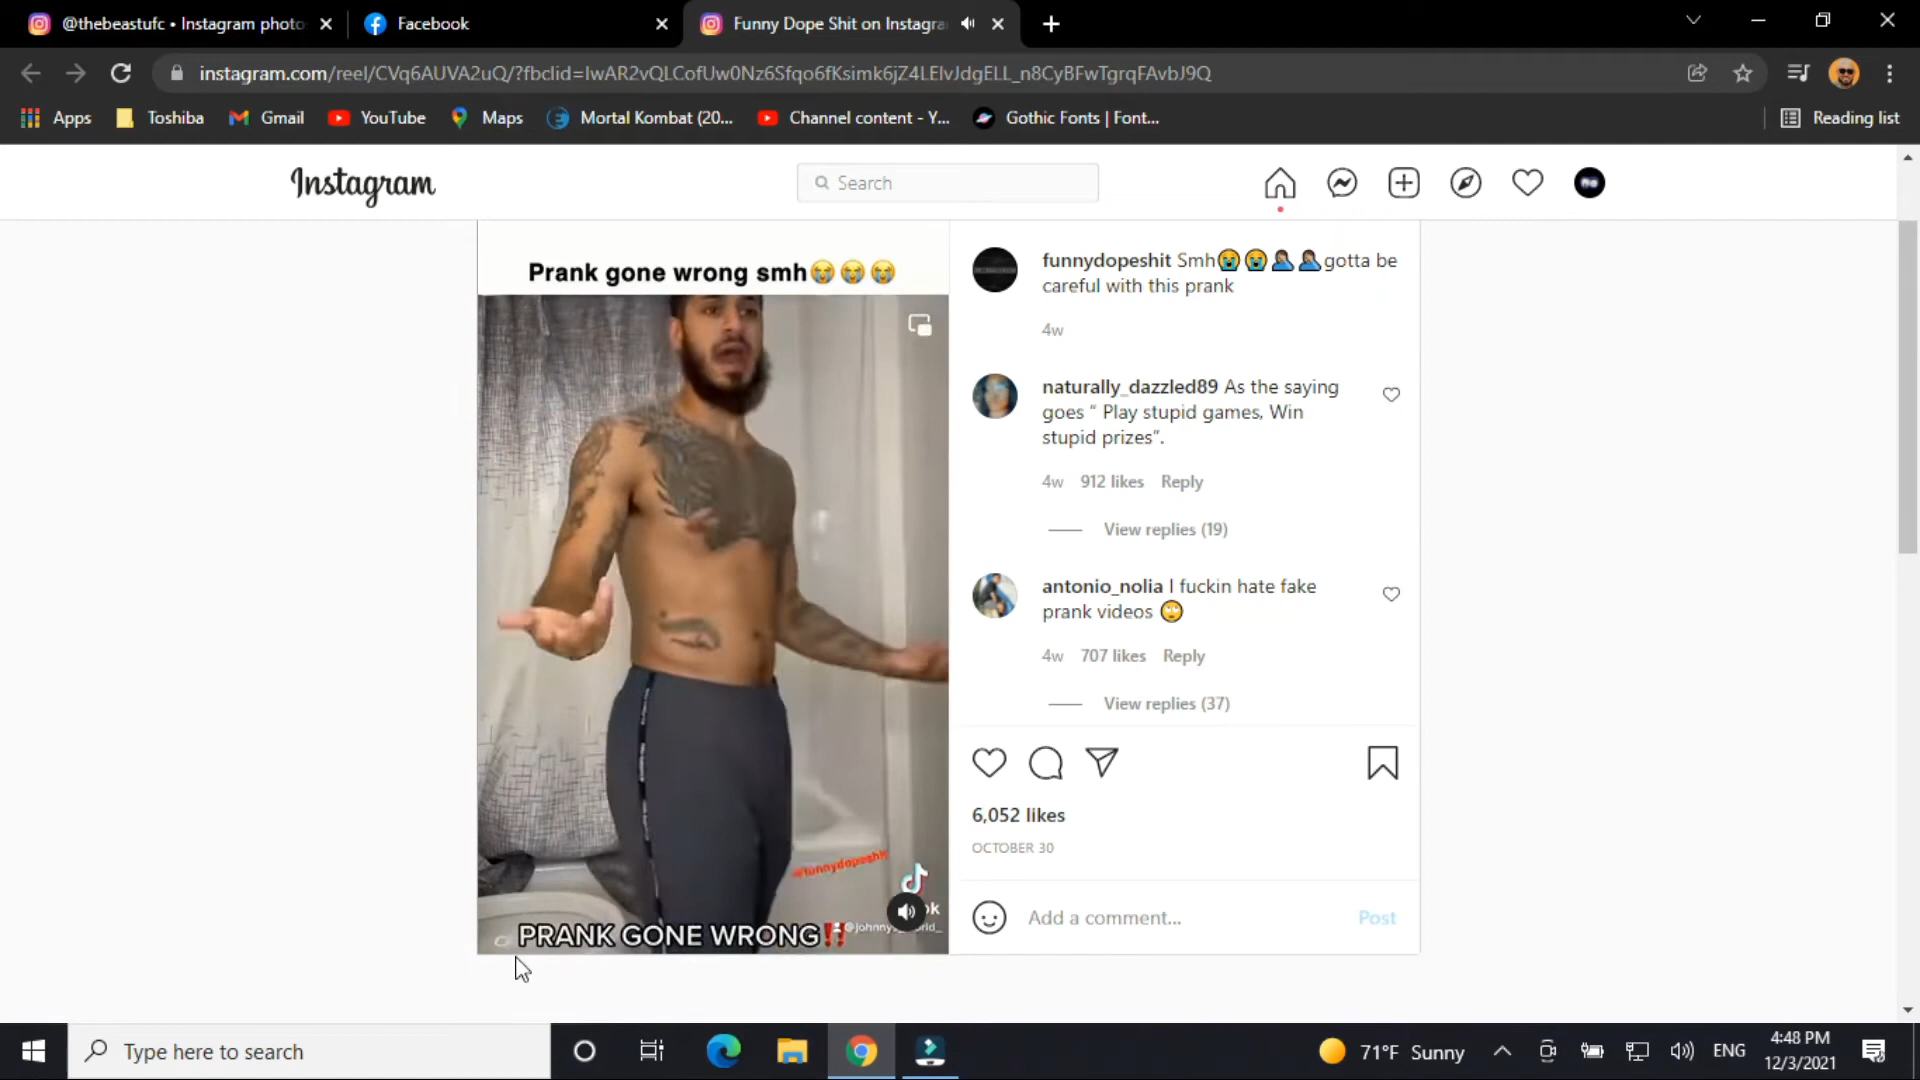 @thebeastufc • Instagram photo
Facebook
Funny Dope Shit on Instagra
instagram.com/reel/CVq6AUVA2uQ/?fbclid=IwAR2vQLCofUw0Nz6Sfqo6fKsimk6jZ4LElvJdgELL_n8CyBFwTgrqFAvbJ9Q
Apps
Toshiba
Gmail
YouTube
Maps
Mortal Kombat (20...
Channel content - Y...
Gothic Fonts | Font...
Reading list
Instagram
Search
Prank gone wrong smh😭😭😭
funnydopeshit Smh😭😭🤦🏽‍♀️🤦🏽‍♀️gotta be
careful with this prank
4w
naturally_dazzled89 As the saying
goes “ Play stupid games, Win
stupid prizes”.
4w 912 likes Reply
View replies (19)
antonio_nolia I fuckin hate fake
prank videos 🙄
4w 707 likes Reply
View replies (37)
6,052 likes
OCTOBER 30
Add a comment...
Post
@funnydopeshit
PRANK GONE WRONG‼️
Type here to search
71°F Sunny
ENG
4:48 PM
12/3/2021